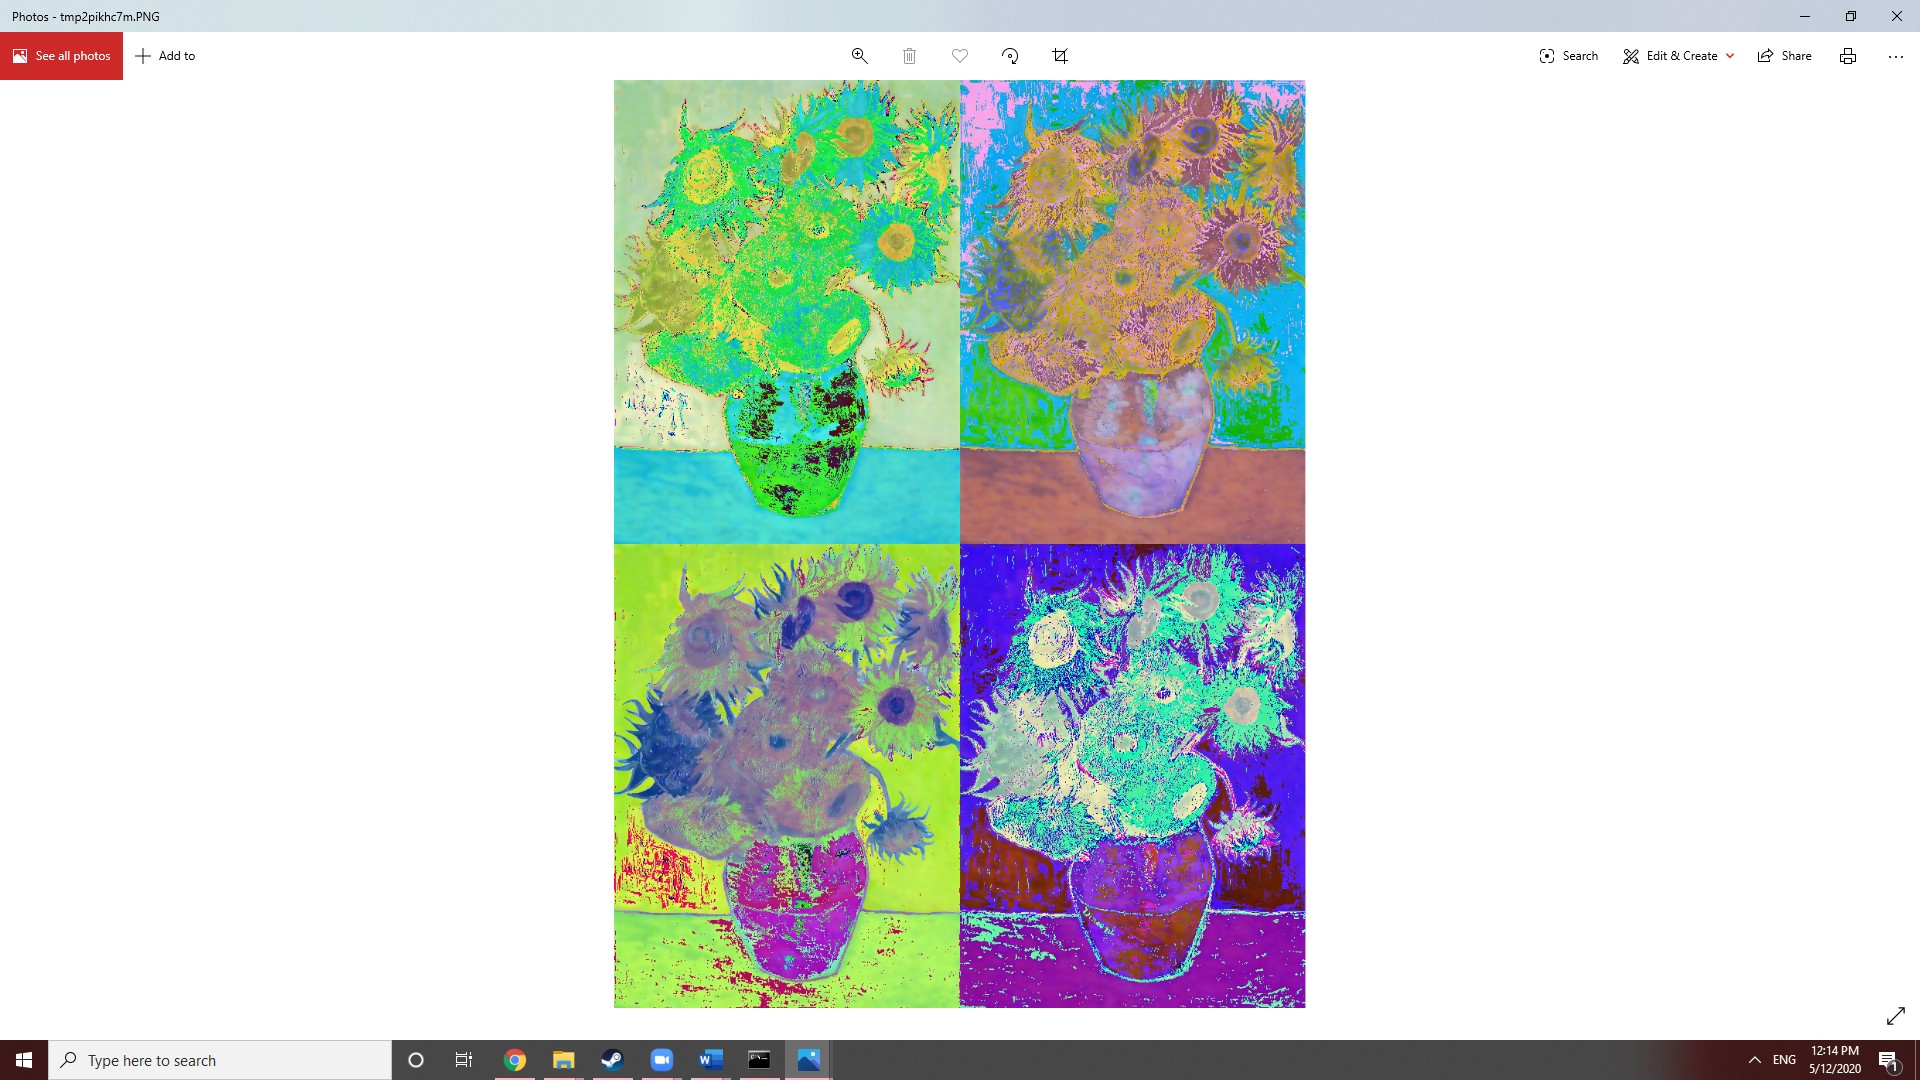 Photos - tmp2pikhc7m.PNG
See all photos
Add to
Search
Edit & Create
Share
Type here to search
ENG
12:14 PM
5/12/2020
1